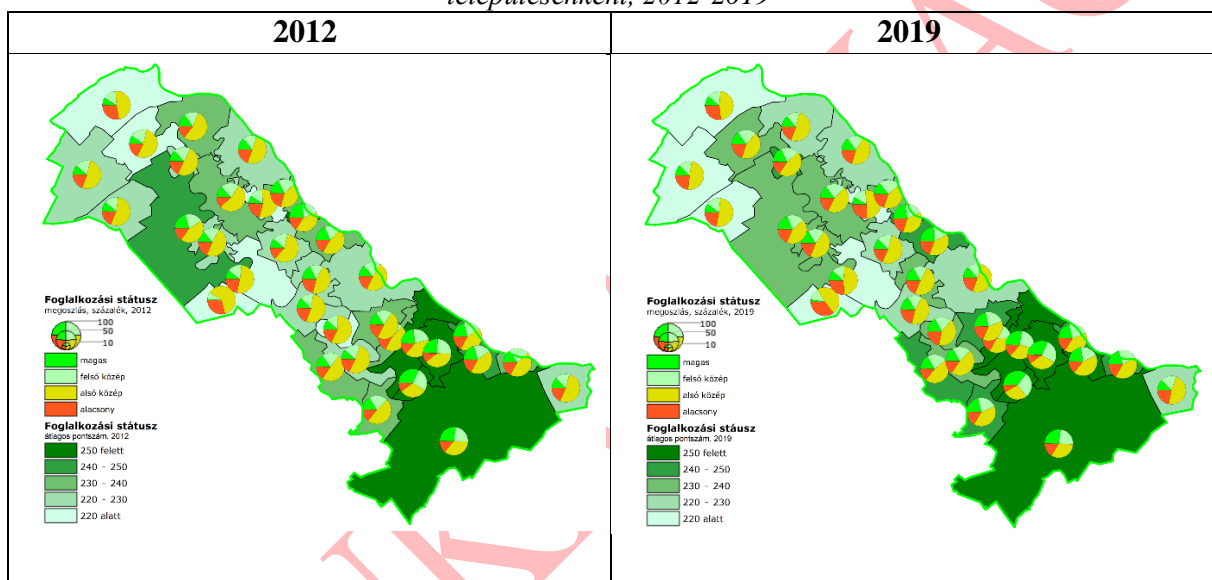 településenként, 2012-2019
2012
2019
Foglalkozási státusz
megoszlás, százalék, 2012
100
50
10
magas
felső közép
alsó közép
alacsony
Foglalkozási státusz
átlagos pontszám, 2012
250 felett
240 - 250
230 - 240
220 - 230
220 alatt
Foglalkozási státusz
megoszlás, százalék, 2019
100
50
10
magas
felső közép
alsó közép
alacsony
Foglalkozási stáusz
átlagos pontszám, 2019
250 felett
240 - 250
230 - 240
220 - 230
220 alatt